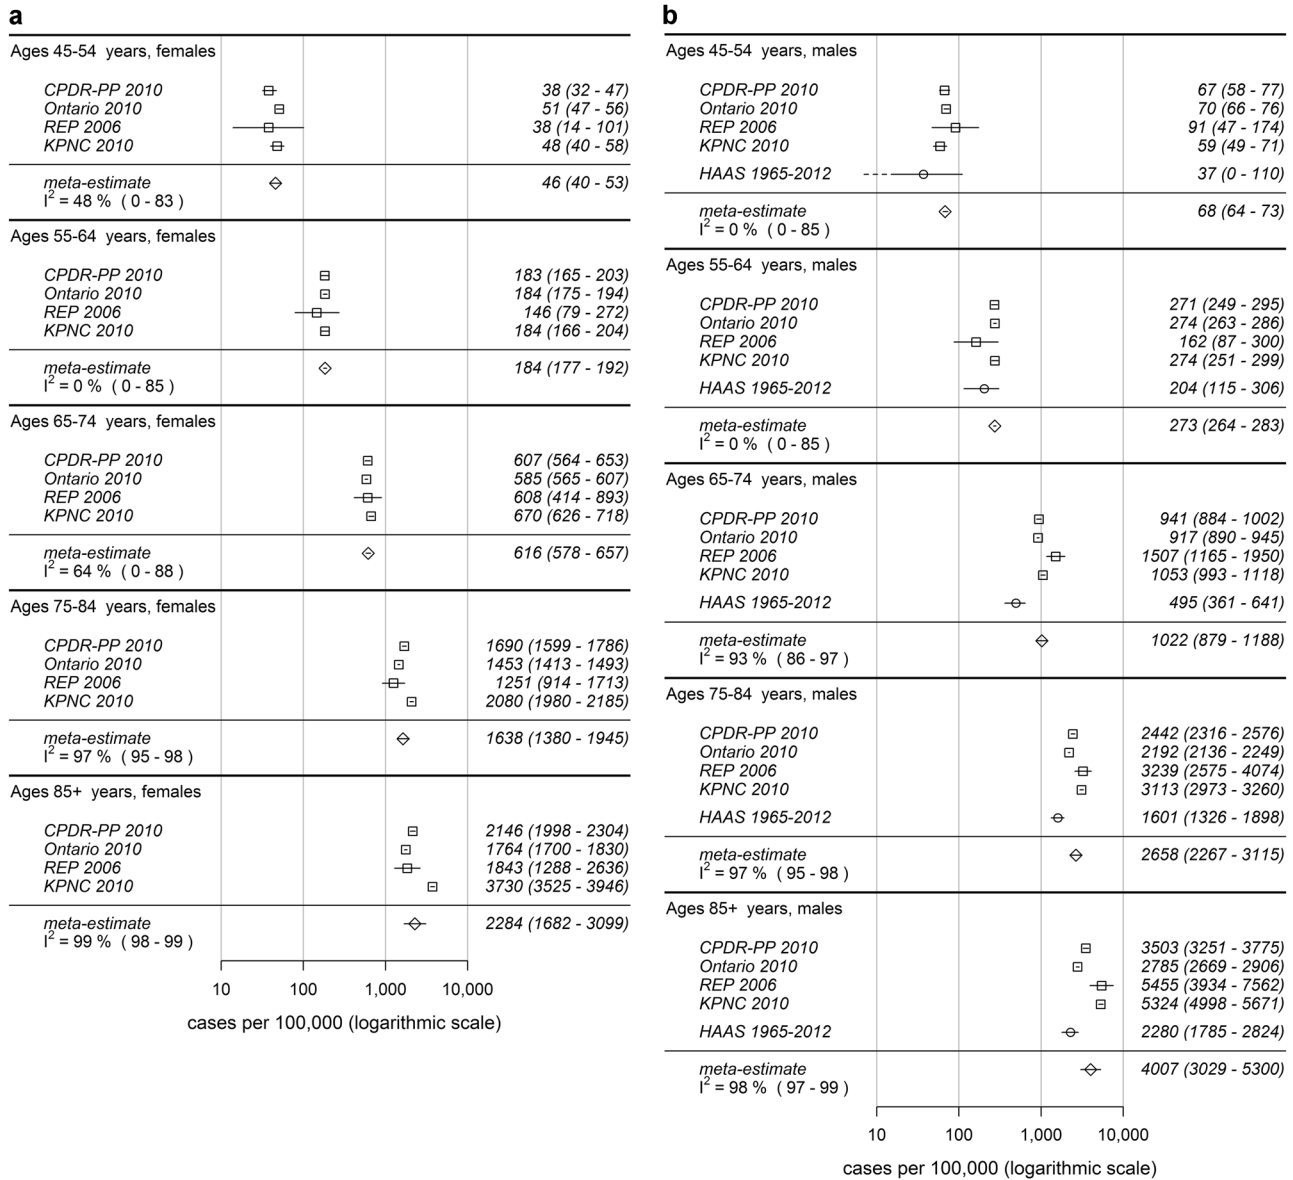 a
Ages 45-54 years, females
CPDR-PP 2010 38 (32 - 47)
Ontario 2010 51 (47 - 56)
REP 2006 38 (14 - 101)
KPNC 2010 48 (40 - 58)
meta-estimate 46 (40 - 53)
I² = 48 % ( 0 - 83 )
Ages 55-64 years, females
CPDR-PP 2010 183 (165 - 203)
Ontario 2010 184 (175 - 194)
REP 2006 146 (79 - 272)
KPNC 2010 184 (166 - 204)
meta-estimate 184 (177 - 192)
I² = 0 % ( 0 - 85 )
Ages 65-74 years, females
CPDR-PP 2010 607 (564 - 653)
Ontario 2010 585 (565 - 607)
REP 2006 608 (414 - 893)
KPNC 2010 670 (626 - 718)
meta-estimate 616 (578 - 657)
I² = 64 % ( 0 - 88 )
Ages 75-84 years, females
CPDR-PP 2010 1690 (1599 - 1786)
Ontario 2010 1453 (1413 - 1493)
REP 2006 1251 (914 - 1713)
KPNC 2010 2080 (1980 - 2185)
meta-estimate 1638 (1380 - 1945)
I² = 97 % ( 95 - 98 )
Ages 85+ years, females
CPDR-PP 2010 2146 (1998 - 2304)
Ontario 2010 1764 (1700 - 1830)
REP 2006 1843 (1288 - 2636)
KPNC 2010 3730 (3525 - 3946)
meta-estimate 2284 (1682 - 3099)
I² = 99 % ( 98 - 99 )
10 100 1,000 10,000
cases per 100,000 (logarithmic scale)
b
Ages 45-54 years, males
CPDR-PP 2010 67 (58 - 77)
Ontario 2010 70 (66 - 76)
REP 2006 91 (47 - 174)
KPNC 2010 59 (49 - 71)
HAAS 1965-2012 37 (0 - 110)
meta-estimate 68 (64 - 73)
I² = 0 % ( 0 - 85 )
Ages 55-64 years, males
CPDR-PP 2010 271 (249 - 295)
Ontario 2010 274 (263 - 286)
REP 2006 162 (87 - 300)
KPNC 2010 274 (251 - 299)
HAAS 1965-2012 204 (115 - 306)
meta-estimate 273 (264 - 283)
I² = 0 % ( 0 - 85 )
Ages 65-74 years, males
CPDR-PP 2010 941 (884 - 1002)
Ontario 2010 917 (890 - 945)
REP 2006 1507 (1165 - 1950)
KPNC 2010 1053 (993 - 1118)
HAAS 1965-2012 495 (361 - 641)
meta-estimate 1022 (879 - 1188)
I² = 93 % ( 86 - 97 )
Ages 75-84 years, males
CPDR-PP 2010 2442 (2316 - 2576)
Ontario 2010 2192 (2136 - 2249)
REP 2006 3239 (2575 - 4074)
KPNC 2010 3113 (2973 - 3260)
HAAS 1965-2012 1601 (1326 - 1898)
meta-estimate 2658 (2267 - 3115)
I² = 97 % ( 95 - 98 )
Ages 85+ years, males
CPDR-PP 2010 3503 (3251 - 3775)
Ontario 2010 2785 (2669 - 2906)
REP 2006 5455 (3934 - 7562)
KPNC 2010 5324 (4998 - 5671)
HAAS 1965-2012 2280 (1785 - 2824)
meta-estimate 4007 (3029 - 5300)
I² = 98 % ( 97 - 99 )
10 100 1,000 10,000
cases per 100,000 (logarithmic scale)